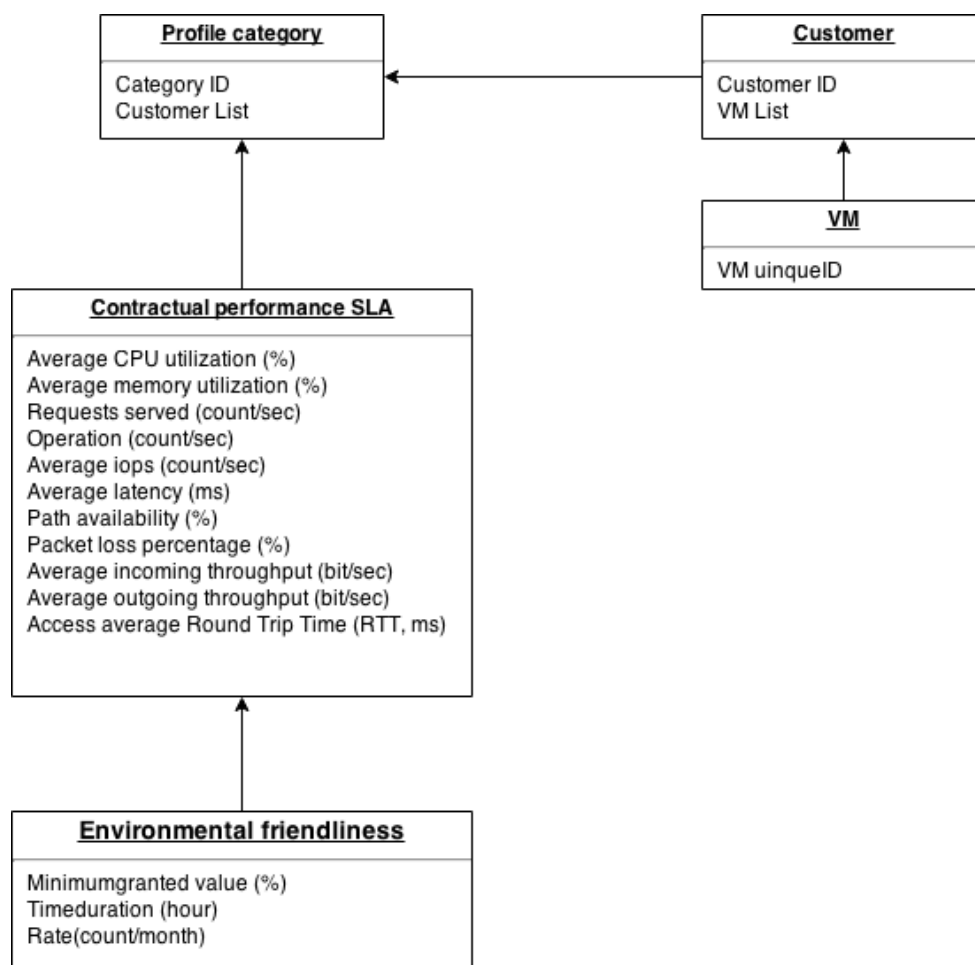 Profile category
Category ID
Customer List
Customer
Customer ID
VM List
VM
VM uinqueID
Contractual performance SLA
Average CPU utilization (%)
Average memory utilization (%)
Requests served (count/sec)
Operation (count/sec)
Average iops (count/sec)
Average latency (ms)
Path availability (%)
Packet loss percentage (%)
Average incoming throughput (bit/sec)
Average outgoing throughput (bit/sec)
Access average Round Trip Time (RTT, ms)
Environmental friendliness
Minimumgranted value (%)
Timeduration (hour)
Rate(count/month)